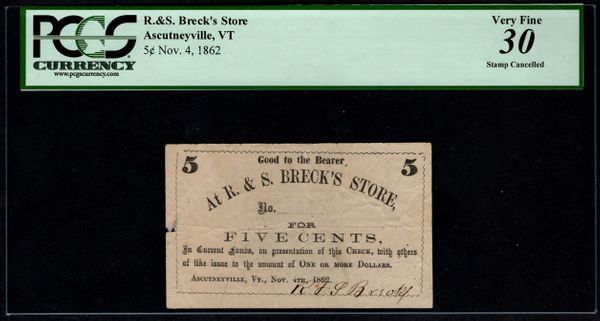 PCGS
CURRENCY
www.pcgscurrency.com
R.&S. Breck's Store
Ascutneyville, VT
5¢ Nov. 4, 1862
Very Fine
30
Stamp Cancelled
5 Good to the Bearer, 5
At R. & S. BRECK'S STORE,
No.
FOR
FIVE CENTS,
In Current Funds, on presentation of this CHECK, with others
of like issue to the amount of ONE OR MORE DOLLARS.
ASCUTNEYVILLE, VT., NOV. 4TH, 1862.
R & S Breck